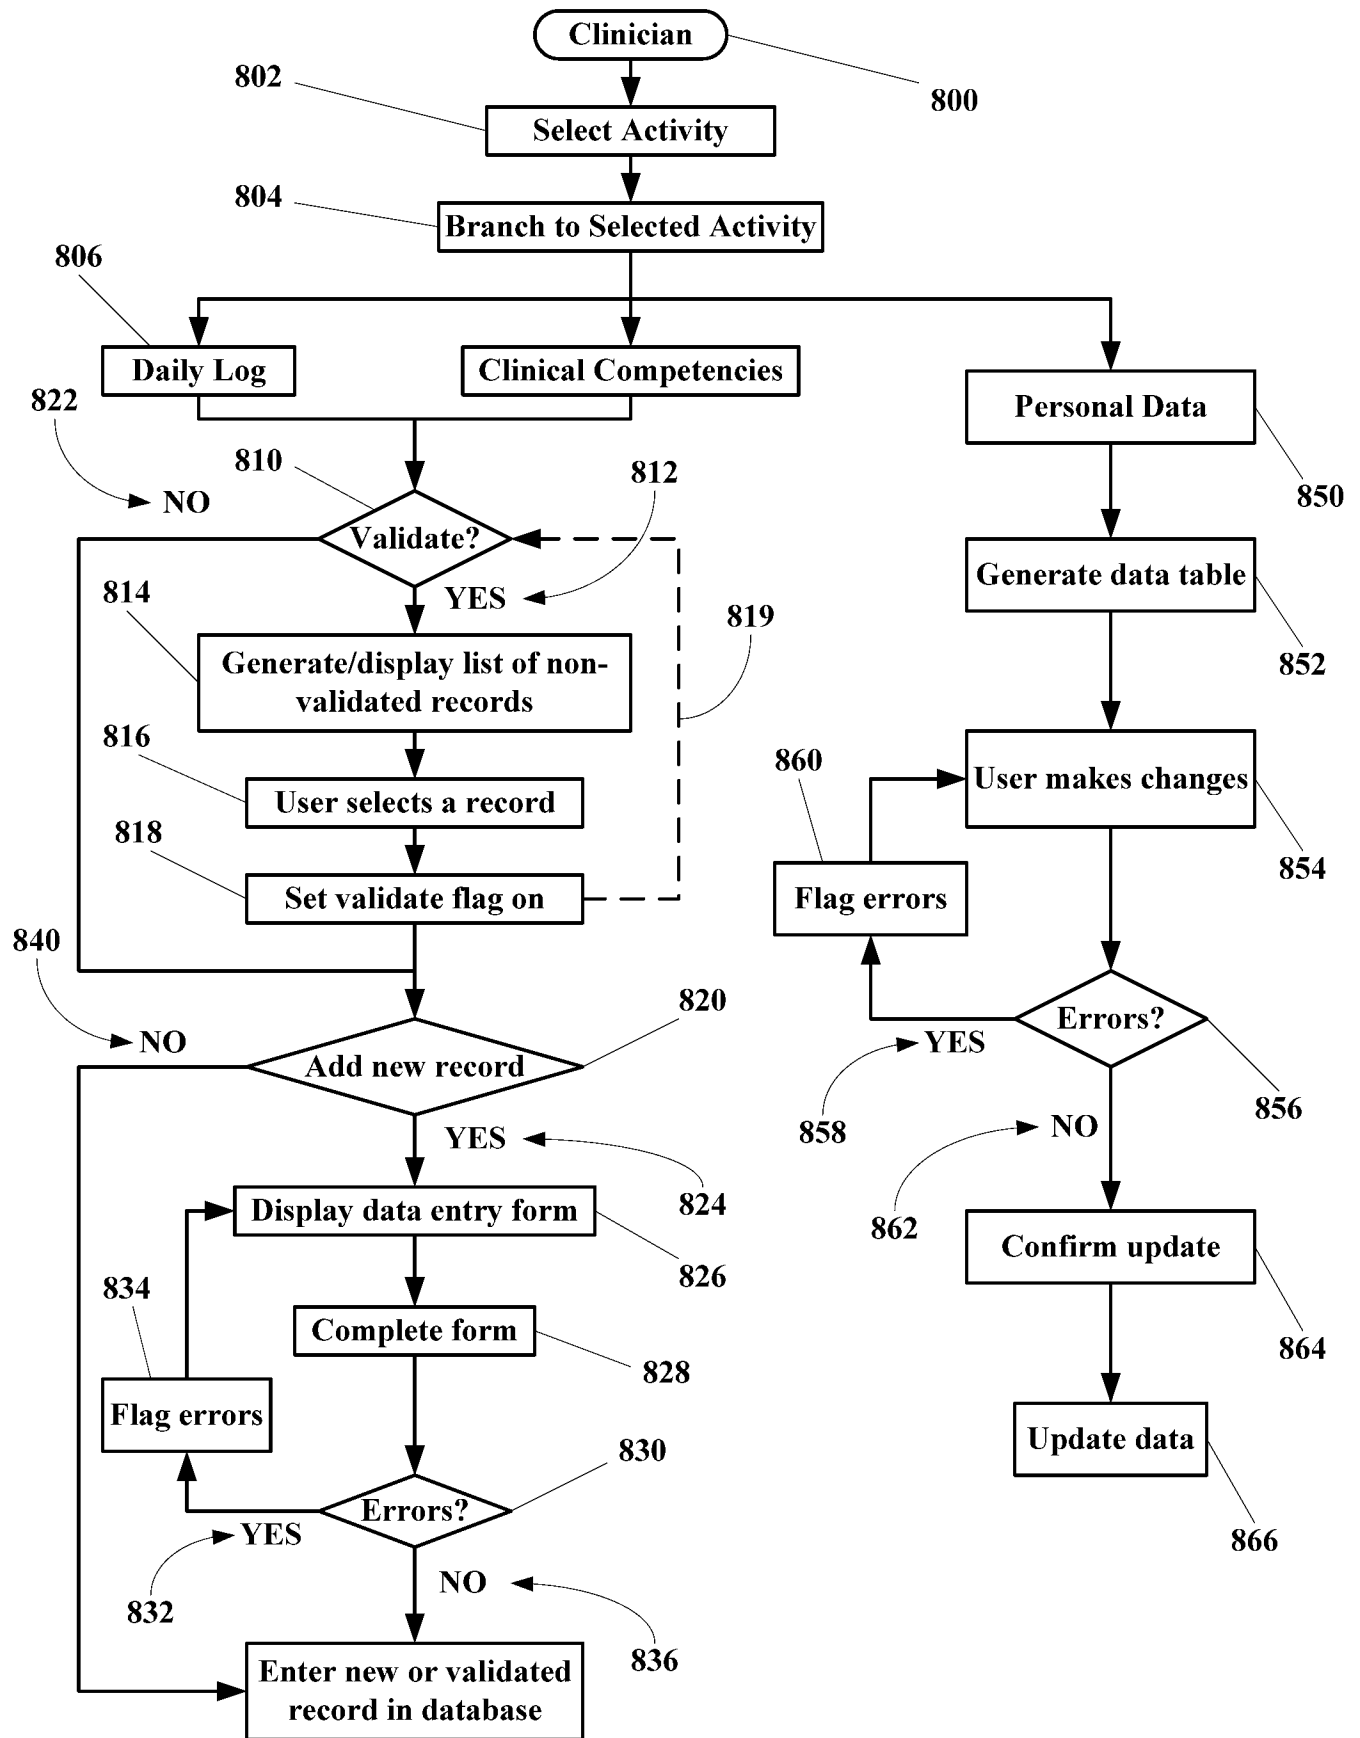 Clinician
802
800
Select Activity
804
Branch to Selected Activity
806
Daily Log
Clinical Competencies
822
Personal Data
810
812
850
NO
Validate?
Generate data table
814
YES
819
852
Generate/display list of non-
validated records
816
860
User makes changes
User selects a record
818
854
Set validate flag on
Flag errors
840
820
Errors?
NO
YES
Add new record
856
858
NO
YES
824
862
Display data entry form
Confirm update
826
834
Complete form
828
864
Flag errors
Update data
830
Errors?
YES
866
NO
832
836
Enter new or validated
record in database